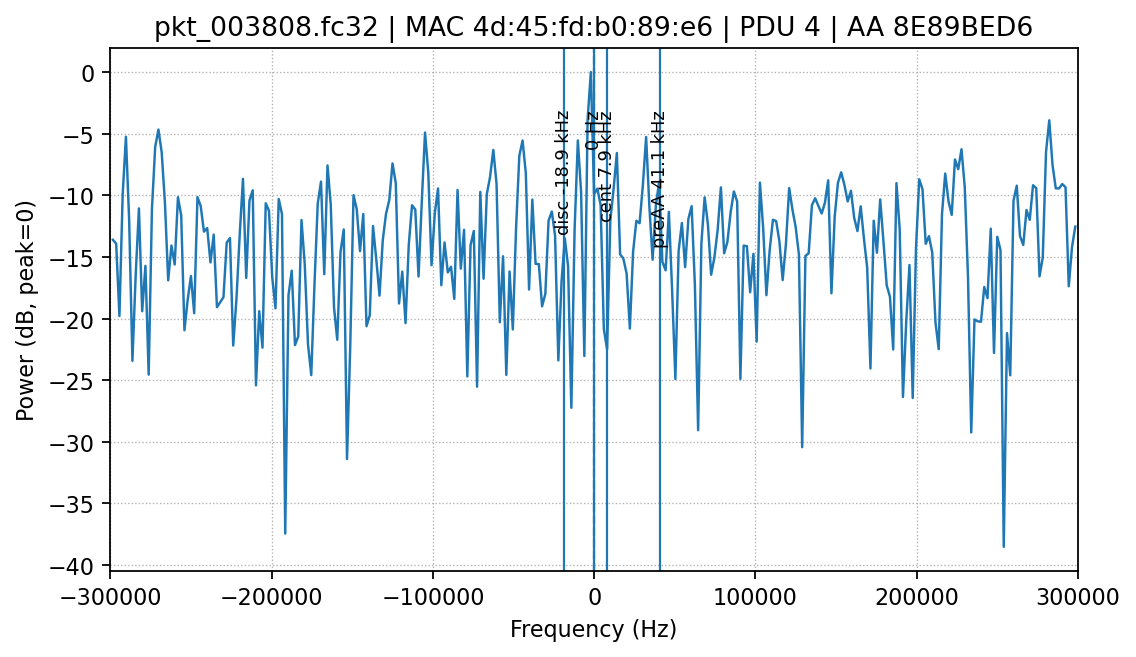 pkt_003808.fc32 | MAC 4d:45:fd:b0:89:e6 | PDU 4 | AA 8E89BED6
Power (dB, peak=0)
0
−5
−10
−15
−20
−25
−30
−35
−40
disc -18.9 kHz
0 Hz
cent 7.9 kHz
preAA 41.1 kHz
−300000
−200000
−100000
0
100000
200000
300000
Frequency (Hz)